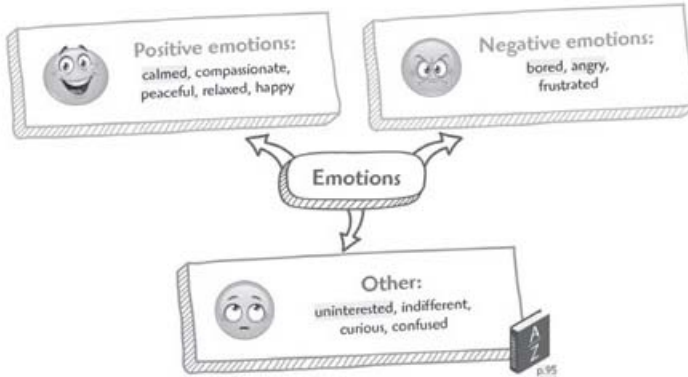 Positive emotions:
calmed, compassionate,
peaceful, relaxed, happy
Negative emotions:
bored, angry,
frustrated
Emotions
Other:
uninterested, indifferent,
curious, confused
A
Z
p.95